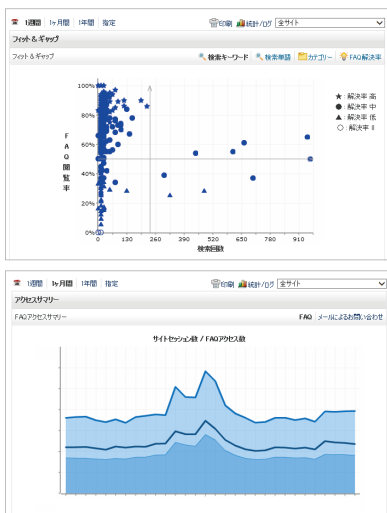 1週間 1ヶ月間 1年間 指定 印刷 統計/ログ 全サイト
フィット＆ギャップ
フィット＆ギャップ 検索キーワード 検索単語 カテゴリー FAQ解決率
100%
80%
60%
40%
20%
0%
FAQ閲覧率
★ : 解決率 高
● : 解決率 中
▲ : 解決率 低
○ : 解決率 0
0 130 260 390 520 650 780 910
検索回数
1週間 1ヶ月間 1年間 指定 印刷 統計/ログ 全サイト
アクセスサマリー
FAQアクセスサマリー FAQ メールによるお問い合わせ
サイトセッション数 / FAQアクセス数